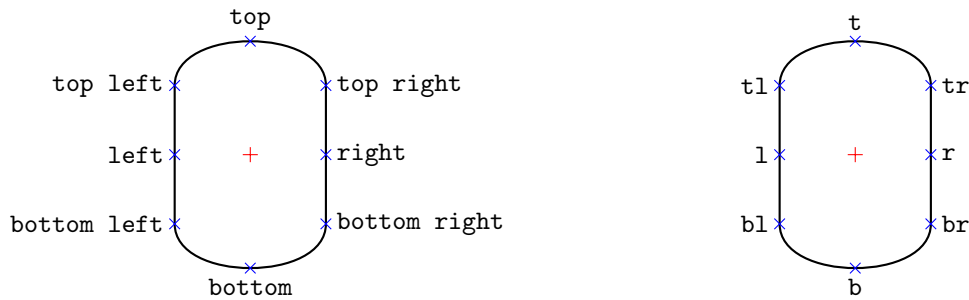 top
top left
top right
left
right
bottom left
bottom right
bottom
t
tl
tr
l
r
bl
br
b